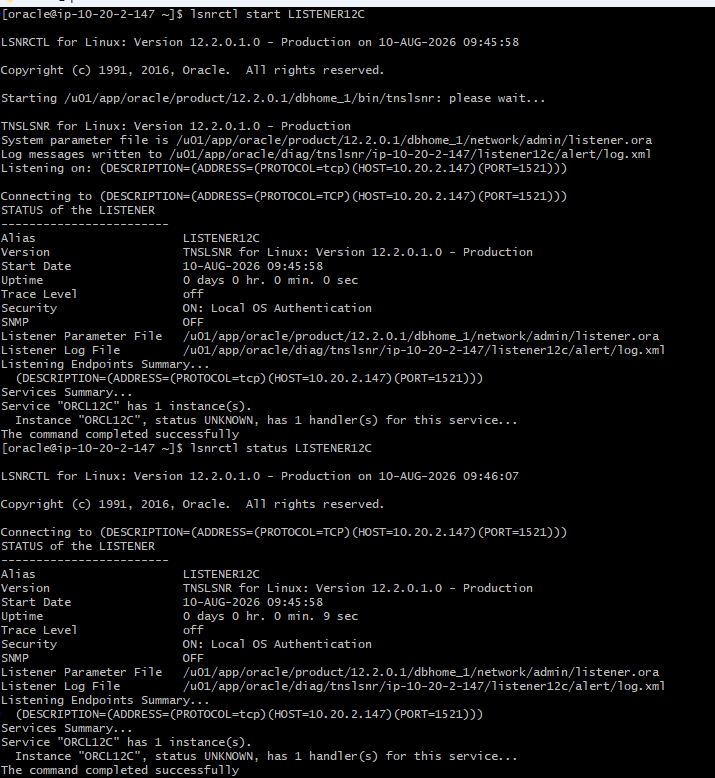 [oracle@ip-10-20-2-147 ~]$ lsnrctl start LISTENER12C
LSNRCTL for Linux: Version 12.2.0.1.0 - Production on 10-AUG-2026 09:45:58
Copyright (c) 1991, 2016, Oracle.  All rights reserved.
Starting /u01/app/oracle/product/12.2.0.1/dbhome_1/bin/tnslsnr: please wait...
TNSLSNR for Linux: Version 12.2.0.1.0 - Production
System parameter file is /u01/app/oracle/product/12.2.0.1/dbhome_1/network/admin/listener.ora
Log messages written to /u01/app/oracle/diag/tnslsnr/ip-10-20-2-147/listener12c/alert/log.xml
Listening on: (DESCRIPTION=(ADDRESS=(PROTOCOL=tcp)(HOST=10.20.2.147)(PORT=1521)))
Connecting to (DESCRIPTION=(ADDRESS=(PROTOCOL=TCP)(HOST=10.20.2.147)(PORT=1521)))
STATUS of the LISTENER
------------------------
Alias                     LISTENER12C
Version                   TNSLSNR for Linux: Version 12.2.0.1.0 - Production
Start Date                10-AUG-2026 09:45:58
Uptime                    0 days 0 hr. 0 min. 0 sec
Trace Level               off
Security                  ON: Local OS Authentication
SNMP                      OFF
Listener Parameter File   /u01/app/oracle/product/12.2.0.1/dbhome_1/network/admin/listener.ora
Listener Log File         /u01/app/oracle/diag/tnslsnr/ip-10-20-2-147/listener12c/alert/log.xml
Listening Endpoints Summary...
  (DESCRIPTION=(ADDRESS=(PROTOCOL=tcp)(HOST=10.20.2.147)(PORT=1521)))
Services Summary...
Service "ORCL12C" has 1 instance(s).
  Instance "ORCL12C", status UNKNOWN, has 1 handler(s) for this service...
The command completed successfully
[oracle@ip-10-20-2-147 ~]$ lsnrctl status LISTENER12C
LSNRCTL for Linux: Version 12.2.0.1.0 - Production on 10-AUG-2026 09:46:07
Copyright (c) 1991, 2016, Oracle.  All rights reserved.
Connecting to (DESCRIPTION=(ADDRESS=(PROTOCOL=TCP)(HOST=10.20.2.147)(PORT=1521)))
STATUS of the LISTENER
------------------------
Alias                     LISTENER12C
Version                   TNSLSNR for Linux: Version 12.2.0.1.0 - Production
Start Date                10-AUG-2026 09:45:58
Uptime                    0 days 0 hr. 0 min. 9 sec
Trace Level               off
Security                  ON: Local OS Authentication
SNMP                      OFF
Listener Parameter File   /u01/app/oracle/product/12.2.0.1/dbhome_1/network/admin/listener.ora
Listener Log File         /u01/app/oracle/diag/tnslsnr/ip-10-20-2-147/listener12c/alert/log.xml
Listening Endpoints Summary...
  (DESCRIPTION=(ADDRESS=(PROTOCOL=tcp)(HOST=10.20.2.147)(PORT=1521)))
Services Summary...
Service "ORCL12C" has 1 instance(s).
  Instance "ORCL12C", status UNKNOWN, has 1 handler(s) for this service...
The command completed successfully